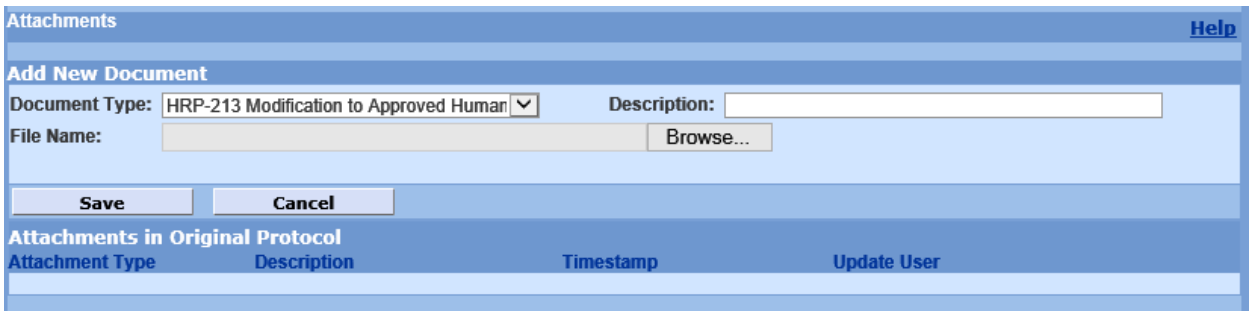 Attachments
Help
Add New Document
Document Type: HRP-213 Modification to Approved Human Description:
File Name: Browse...
Save Cancel
Attachments in Original Protocol
Attachment Type Description Timestamp Update User